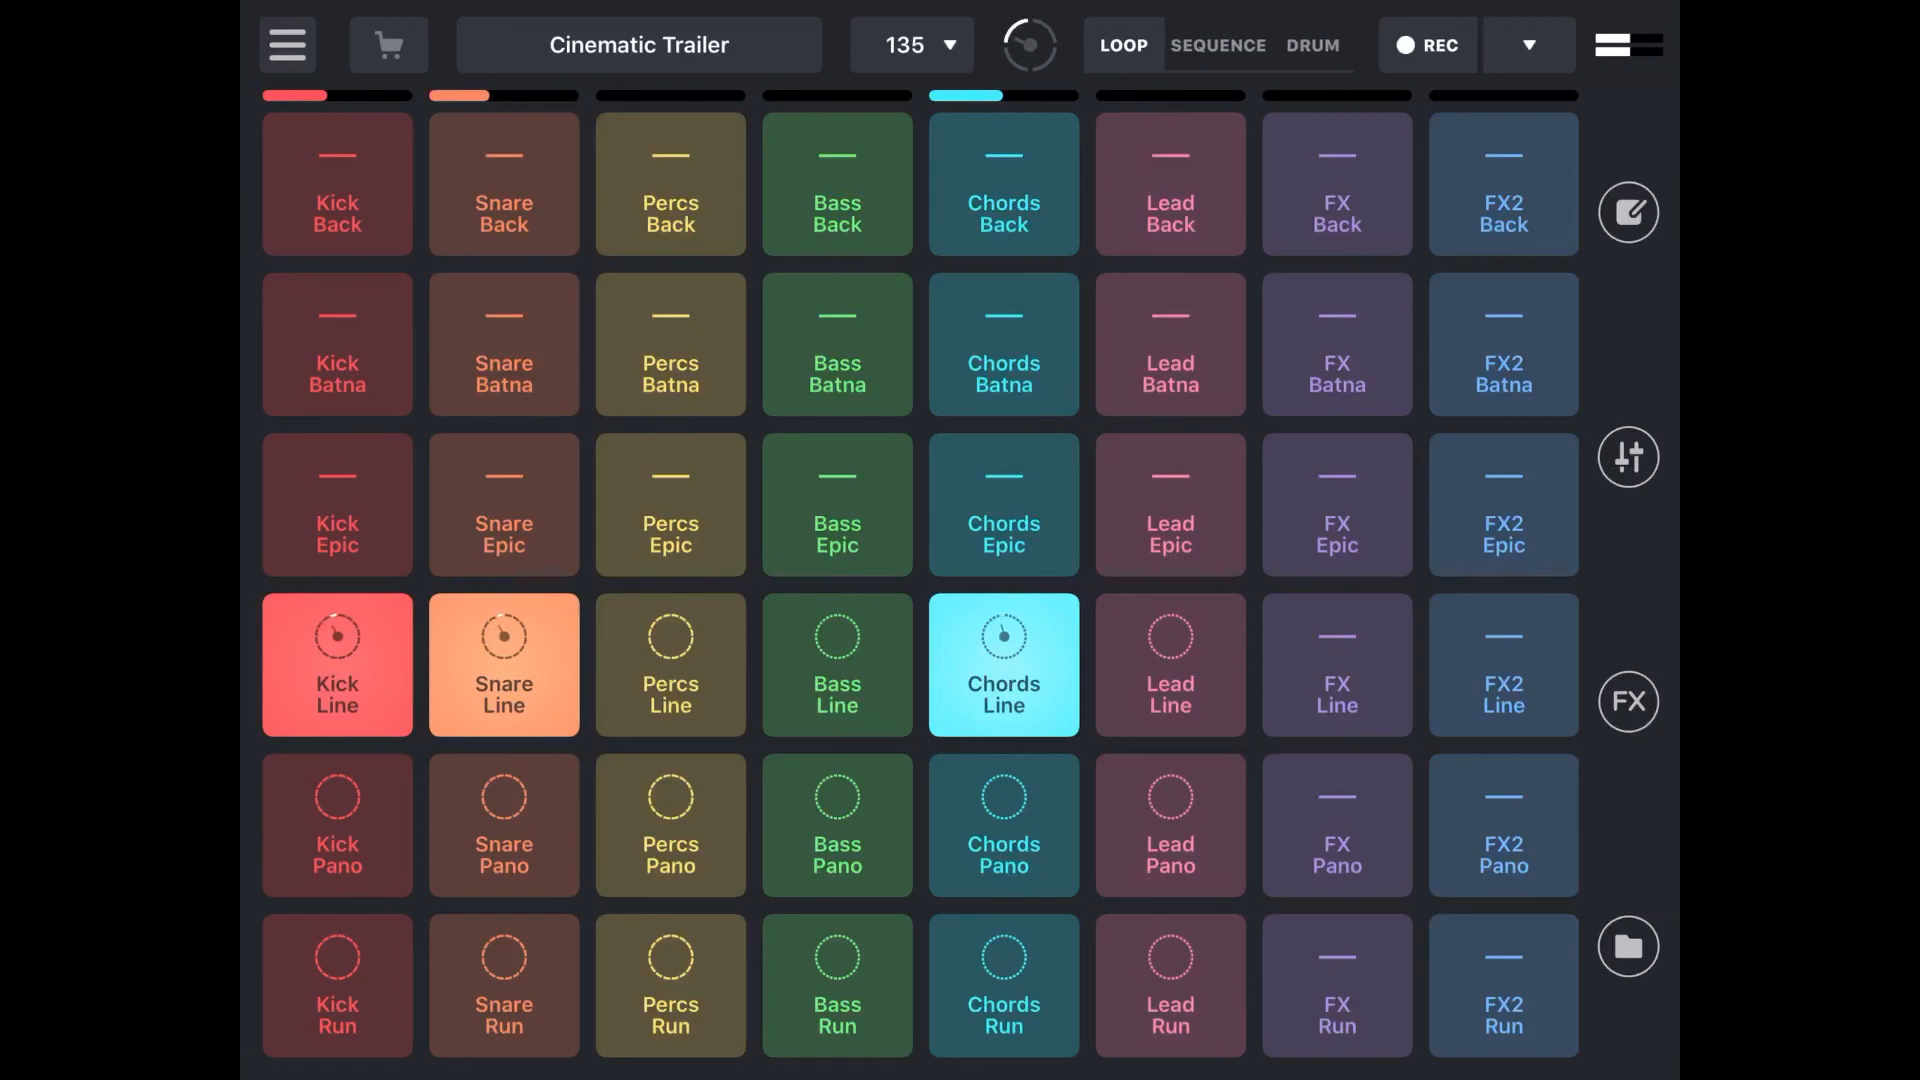 Cinematic Trailer
135 ▼
LOOP SEQUENCE DRUM
REC
Kick Snare Percs Bass Chords Lead FX FX2
Back Back Back Back Back Back Back Back
Kick Snare Percs Bass Chords Lead FX FX2
Batna Batna Batna Batna Batna Batna Batna Batna
Kick Snare Percs Bass Chords Lead FX FX2
Epic Epic Epic Epic Epic Epic Epic Epic
Kick Snare Percs Bass Chords Lead FX FX2
Line Line Line Line Line Line Line Line
FX
Kick Snare Percs Bass Chords Lead FX FX2
Pano Pano Pano Pano Pano Pano Pano Pano
Kick Snare Percs Bass Chords Lead FX FX2
Run Run Run Run Run Run Run Run